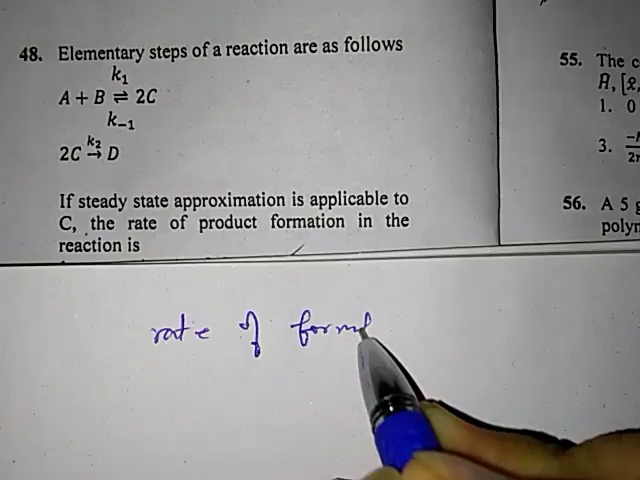 48. Elementary steps of a reaction are as follows
k₁
A + B ⇌ 2C
k₋₁
2C →k₂ D
If steady state approximation is applicable to
C, the rate of product formation in the
reaction is
55. The
1. 0
3.
56. A 5
rate of